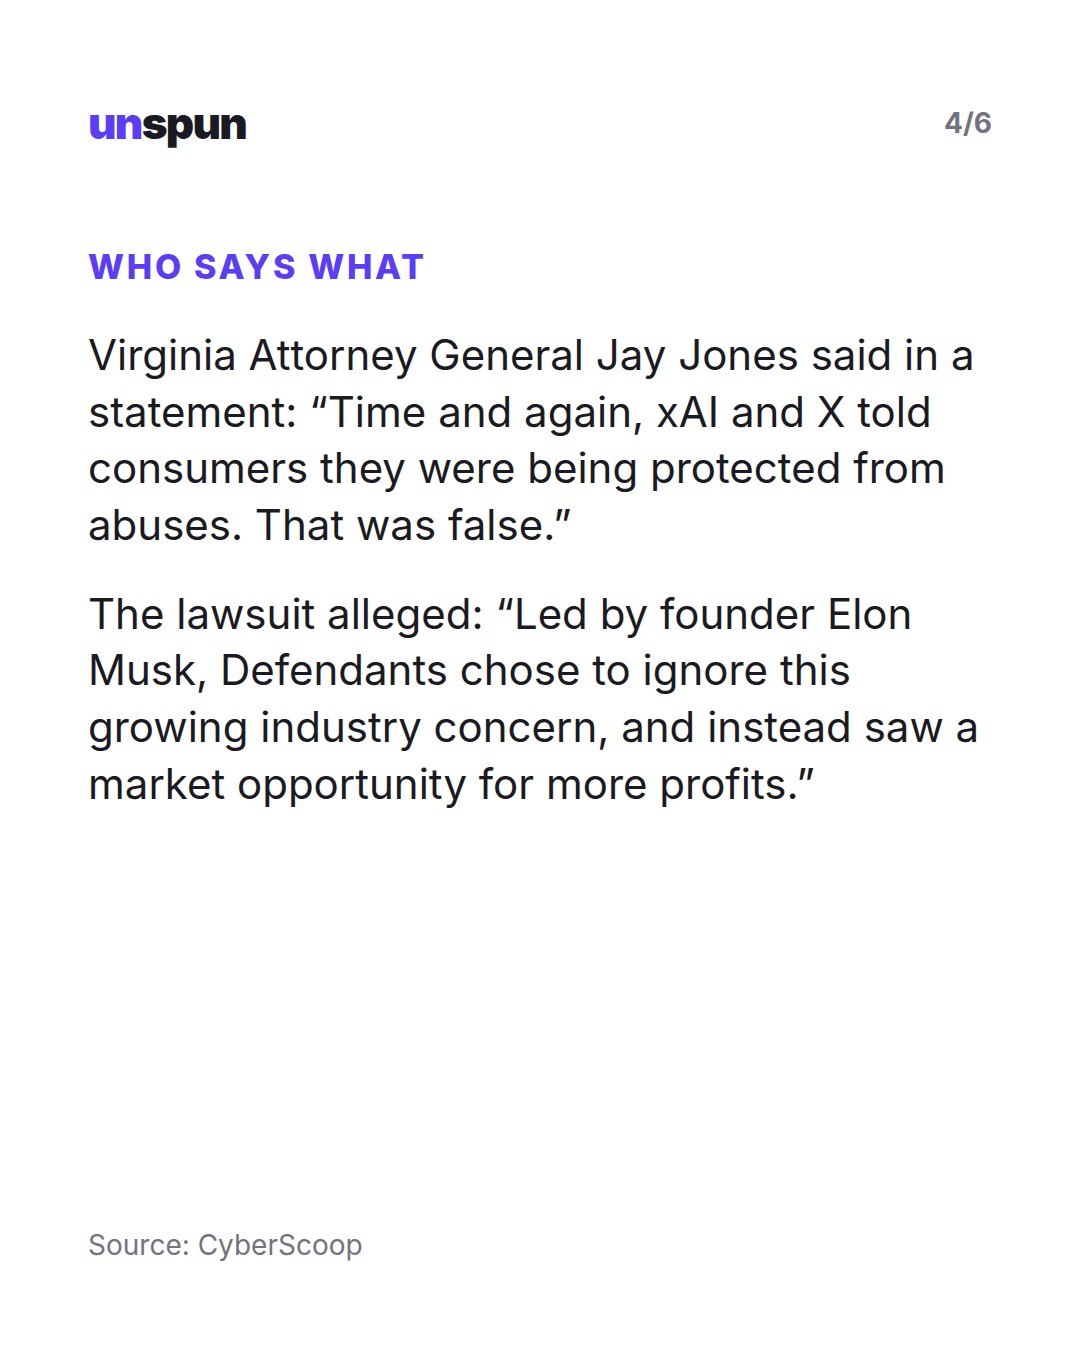 unspun
4/6
WHO SAYS WHAT
Virginia Attorney General Jay Jones said in a
statement: “Time and again, xAI and X told
consumers they were being protected from
abuses. That was false.”
The lawsuit alleged: “Led by founder Elon
Musk, Defendants chose to ignore this
growing industry concern, and instead saw a
market opportunity for more profits.”
Source: CyberScoop